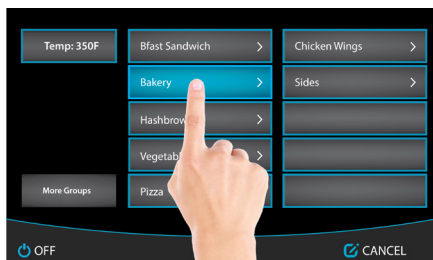 Temp: 350F
Bfast Sandwich
Chicken Wings
Bakery
Sides
Hashbrow
Vegetab
More Groups
Pizza
OFF
CANCEL